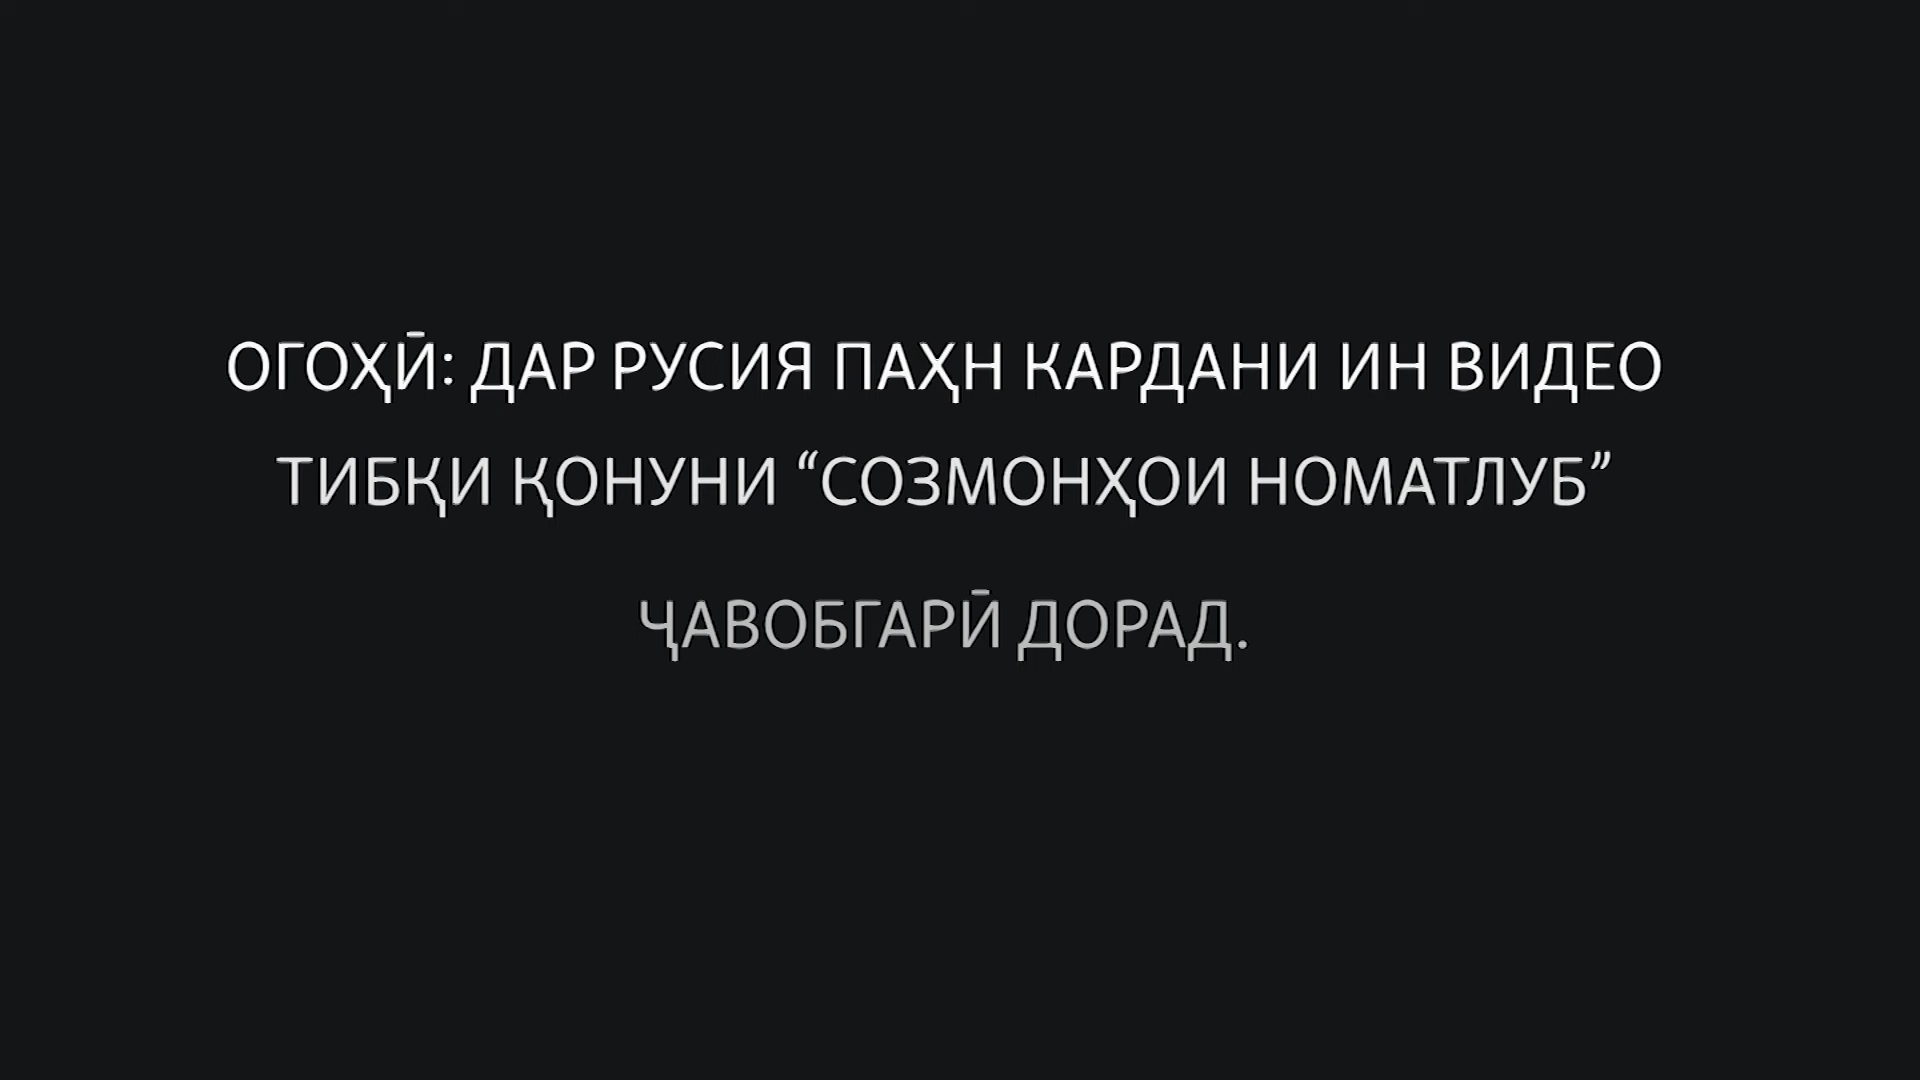 ОГОҲӢ: ДАР РУСИЯ ПАҲН КАРДАНИ ИН ВИДЕО
ТИБҚИ ҚОНУНИ “СОЗМОНҲОИ НОМАТЛУБ”
ҶАВОБГАРӢ ДОРАД.